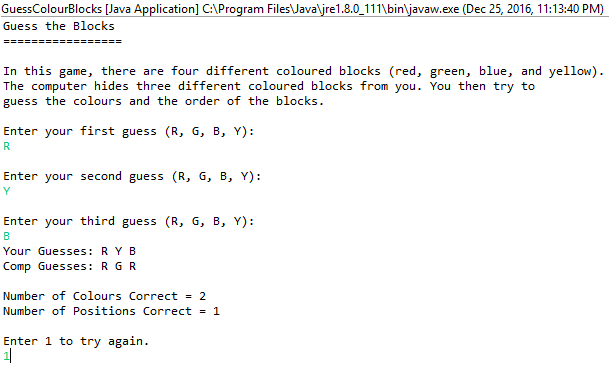 GuessColourBlocks [Java Application] C:\Program Files\Java\jre1.8.0_111\bin\javaw.exe (Dec 25, 2016, 11:13:40 PM)
Guess the Blocks
=================
In this game, there are four different coloured blocks (red, green, blue, and yellow).
The computer hides three different coloured blocks from you. You then try to
guess the colours and the order of the blocks.
Enter your first guess (R, G, B, Y):
R
Enter your second guess (R, G, B, Y):
Y
Enter your third guess (R, G, B, Y):
B
Your Guesses: R Y B
Comp Guesses: R G R
Number of Colours Correct = 2
Number of Positions Correct = 1
Enter 1 to try again.
1